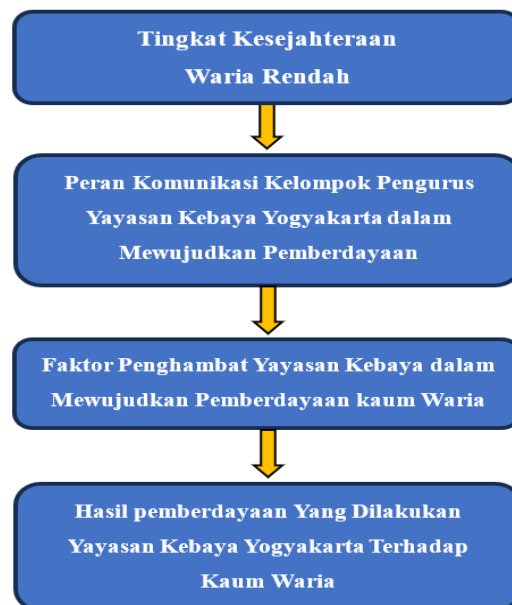 Tingkat Kesejahteraan
Waria Rendah
Peran Komunikasi Kelompok Pengurus
Yayasan Kebaya Yogyakarta dalam
Mewujudkan Pemberdayaan
Faktor Penghambat Yayasan Kebaya dalam
Mewujudkan Pemberdayaan kaum Waria
Hasil pemberdayaan Yang Dilakukan
Yayasan Kebaya Yogyakarta Terhadap
Kaum Waria